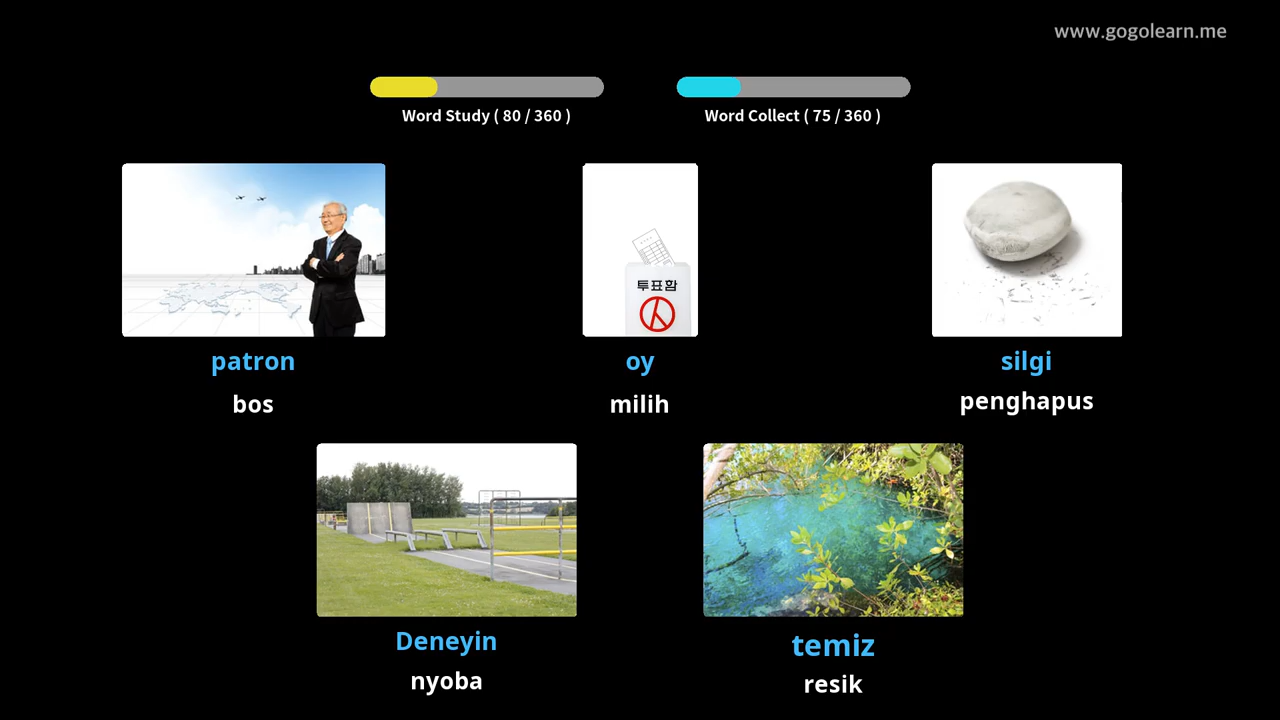 www.gogolearn.me
Word Study ( 80 / 360 )
Word Collect ( 75 / 360 )
투표함
patron
oy
silgi
bos
milih
penghapus
Deneyin
temiz
nyoba
resik